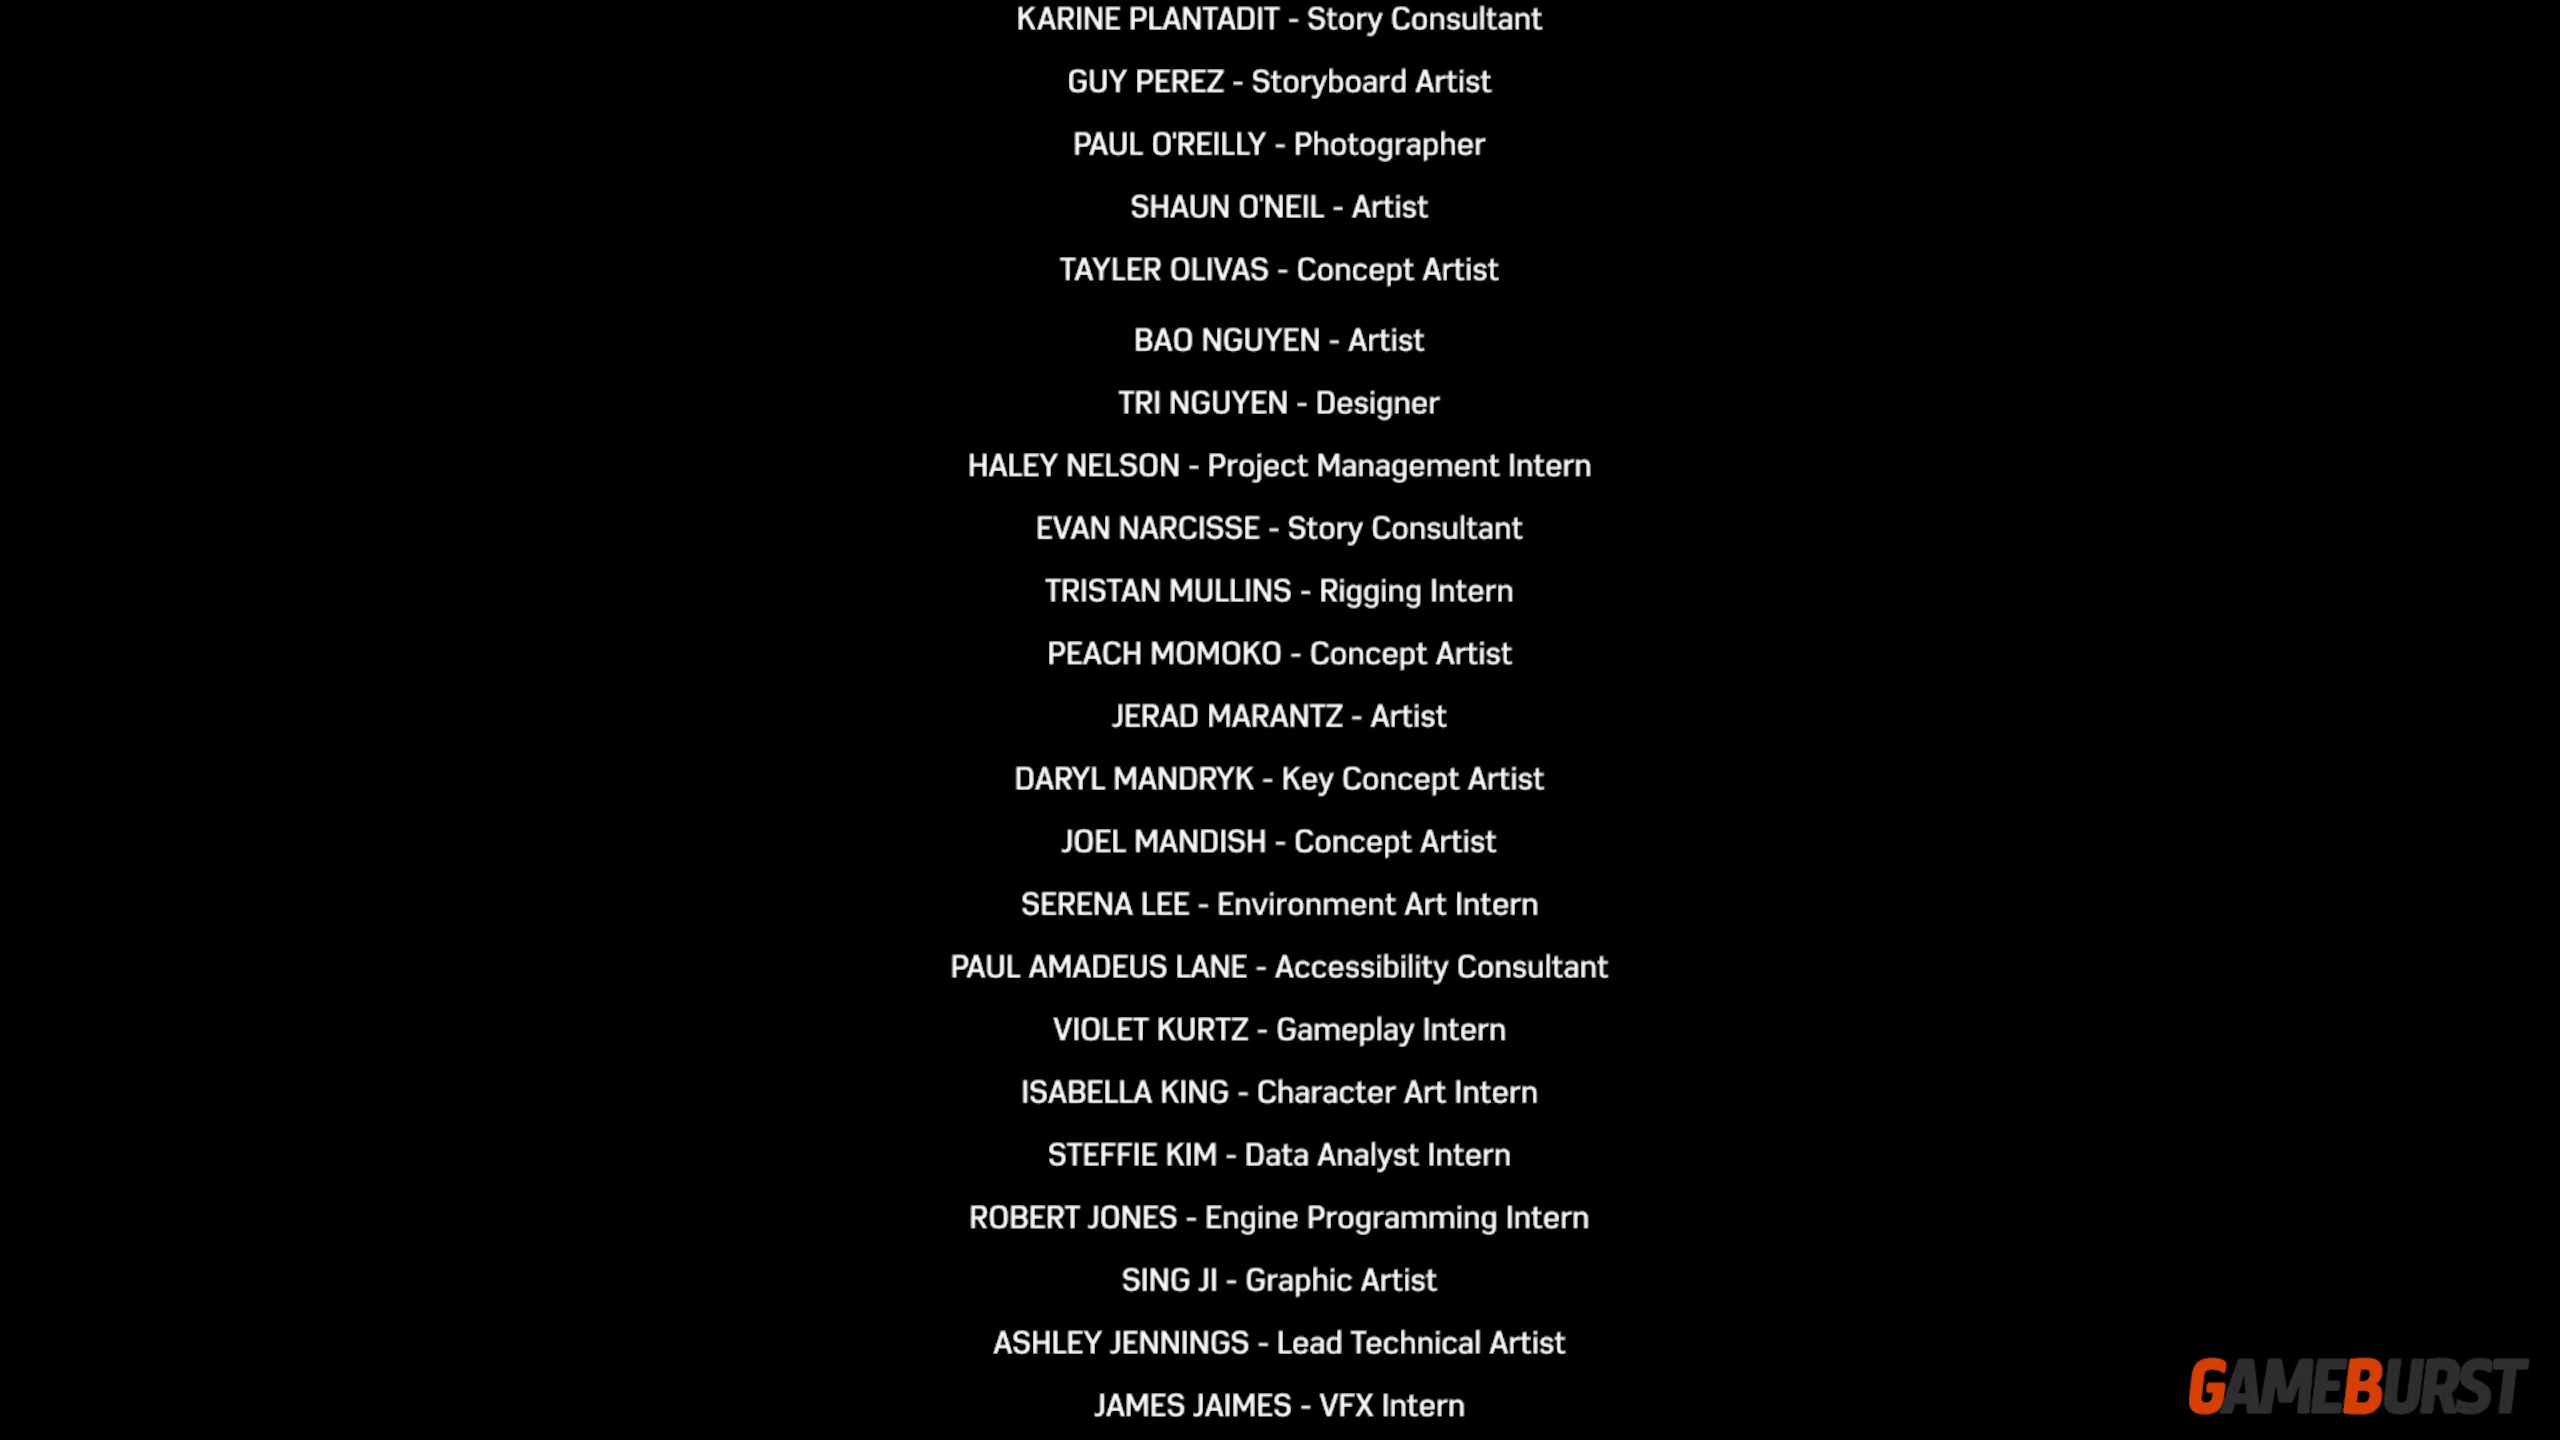 KARINE PLANTADIT - Story Consultant
GUY PEREZ - Storyboard Artist
PAUL O'REILLY - Photographer
SHAUN O'NEIL - Artist
TAYLER OLIVAS - Concept Artist
BAO NGUYEN - Artist
TRI NGUYEN - Designer
HALEY NELSON - Project Management Intern
EVAN NARCISSE - Story Consultant
TRISTAN MULLINS - Rigging Intern
PEACH MOMOKO - Concept Artist
JERAD MARANTZ - Artist
DARYL MANDRYK - Key Concept Artist
JOEL MANDISH - Concept Artist
SERENA LEE - Environment Art Intern
PAUL AMADEUS LANE - Accessibility Consultant
VIOLET KURTZ - Gameplay Intern
ISABELLA KING - Character Art Intern
STEFFIE KIM - Data Analyst Intern
ROBERT JONES - Engine Programming Intern
SING JI - Graphic Artist
ASHLEY JENNINGS - Lead Technical Artist
JAMES JAIMES - VFX Intern
GAMEBURST